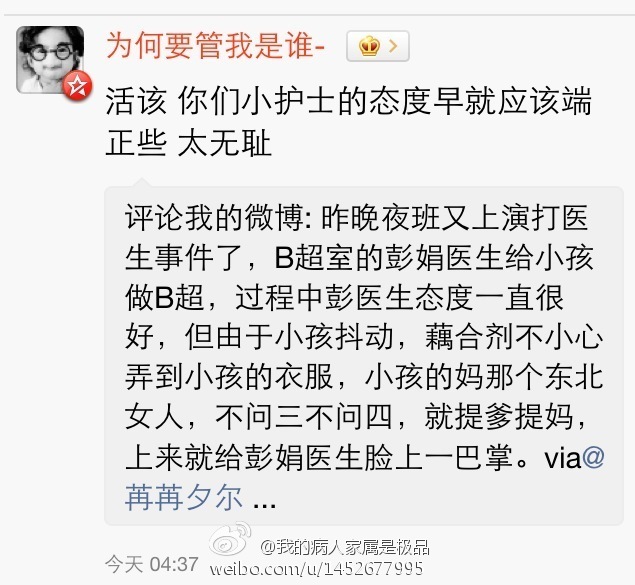 为何要管我是谁-
活该 你们小护士的态度早就应该端
正些 太无耻
评论我的微博: 昨晚夜班又上演打医
生事件了，B超室的彭娟医生给小孩
做B超，过程中彭医生态度一直很
好，但由于小孩抖动，藕合剂不小心
弄到小孩的衣服，小孩的妈那个东北
女人，不问三不问四，就提爹提妈，
上来就给彭娟医生脸上一巴掌。via@
苒苒夕尔 ...
@我的病人家属是极品
今天 04:37
weibo.com/u/1452677995